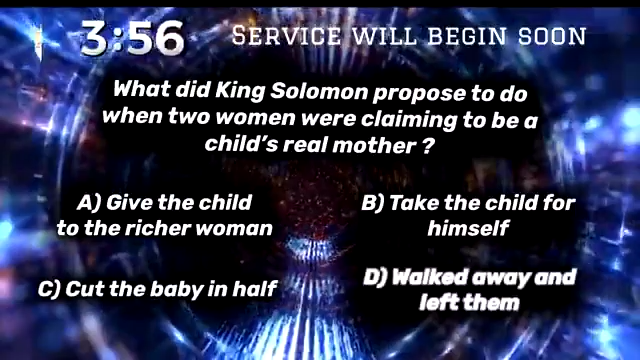 3:56 SERVICE WILL BEGIN SOON
What did King Solomon propose to do
when two women were claiming to be a
child's real mother ?
A) Give the child
to the richer woman
B) Take the child for
himself
C) Cut the baby in half
D) Walked away and
left them